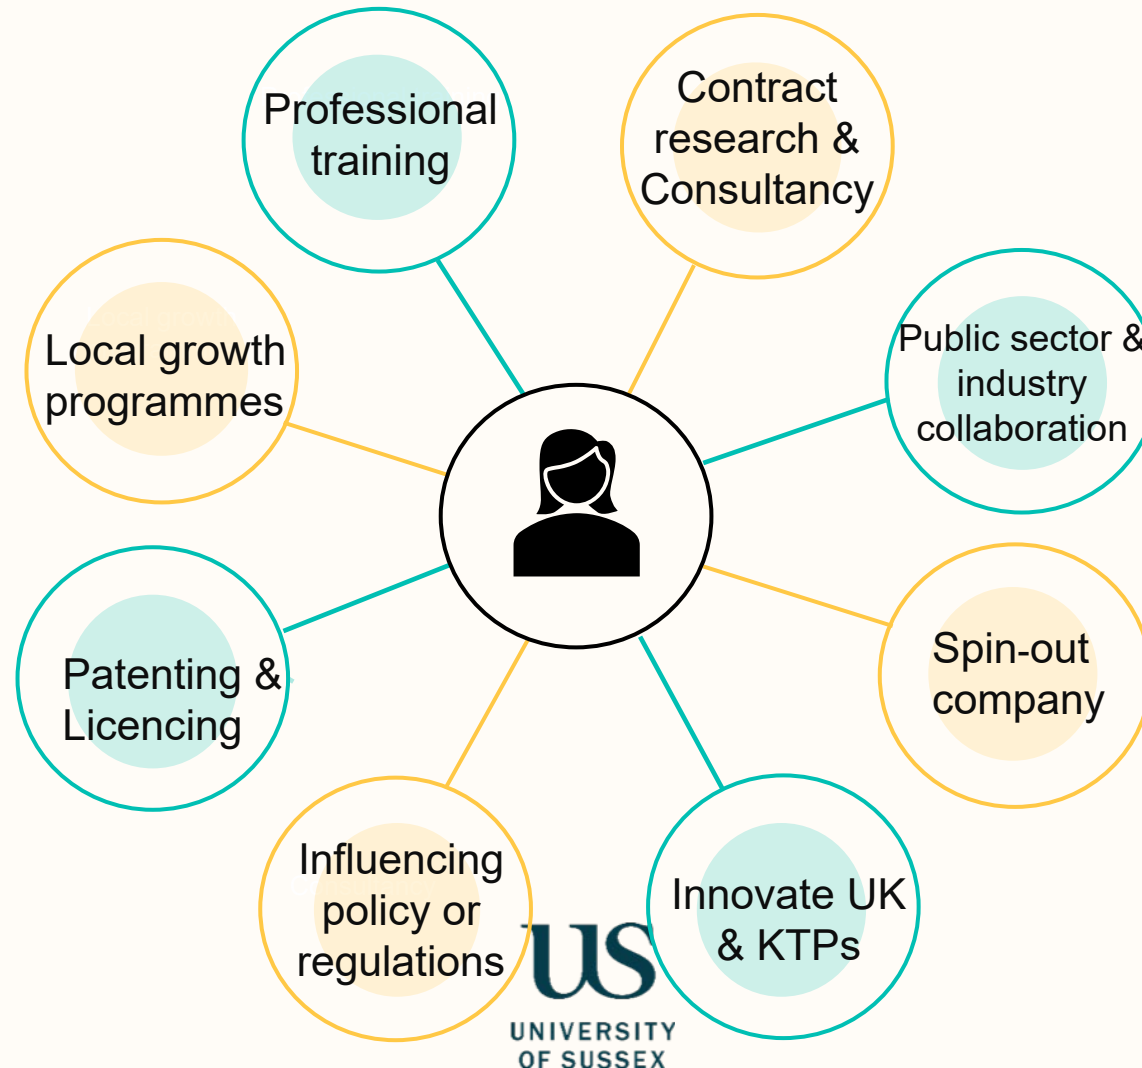 Professional
training
Contract
research &
Consultancy
Public sector &
industry
collaboration
Spin-out
company
Innovate UK
& KTPs
Influencing
policy or
regulations
Patenting &
Licencing
Local growth
programmes
US
UNIVERSITY
OF SUSSEX